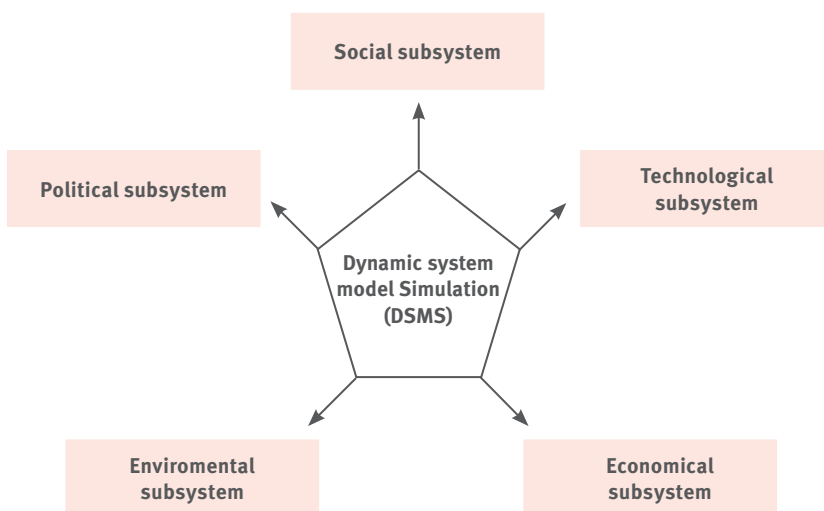 Social subsystem
Political subsystem
Technological
subsystem
Dynamic system
model Simulation
(DSMS)
Enviromental
subsystem
Economical
subsystem